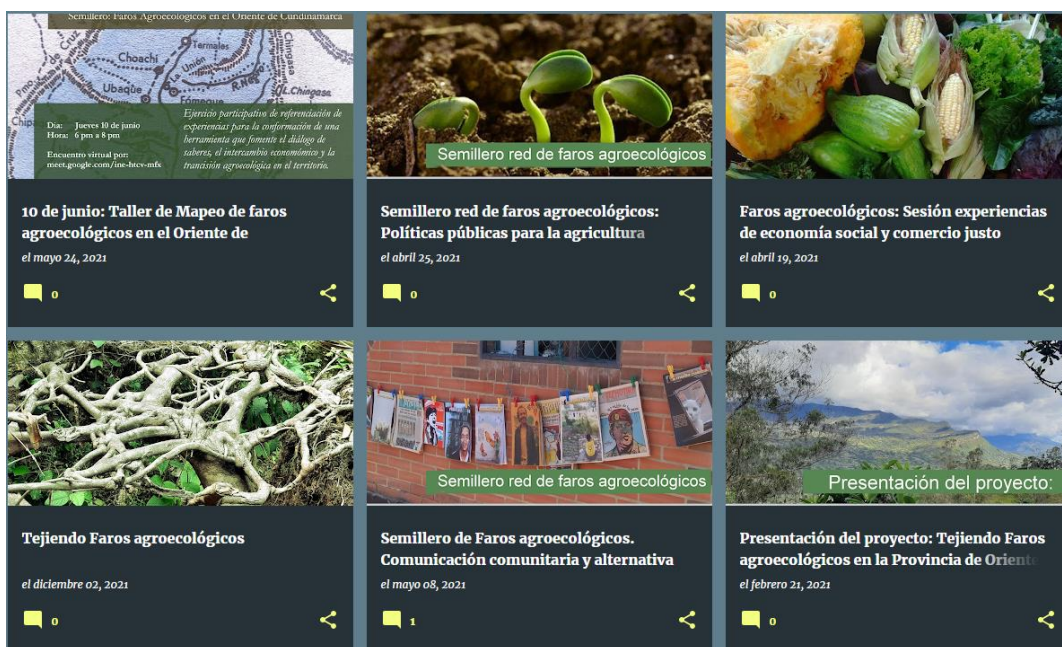 Semillero: Faros Agroecológicos en el Oriente de Cundinamarca
Choachi
Termales
La Unión
Ubaque
Fómeque
R. Negro
L. Chingasa
Chingasa
Cruz
Día: Jueves 10 de junio
Hora: 6 pm a 8 pm
Encuentro virtual por:
meet.google.com/ine-htcv-mfx
Ejercicio participativo de referenciación de
experiencias para la conformación de una
herramienta que fomente el diálogo de
saberes, el intercambio económico y la
transición agroecológica en el territorio.
10 de junio: Taller de Mapeo de faros
agroecológicos en el Oriente de
el mayo 24, 2021
0
Semillero red de faros agroecológicos
Semillero red de faros agroecológicos:
Políticas públicas para la agricultura
el abril 25, 2021
0
Faros agroecológicos: Sesión experiencias
de economía social y comercio justo
el abril 19, 2021
0
Tejiendo Faros agroecológicos
el diciembre 02, 2021
0
Semillero red de faros agroecológicos
Semillero de Faros agroecológicos.
Comunicación comunitaria y alternativa
el mayo 08, 2021
1
Presentación del proyecto:
Presentación del proyecto: Tejiendo Faros
agroecológicos en la Provincia de Oriente
el febrero 21, 2021
0